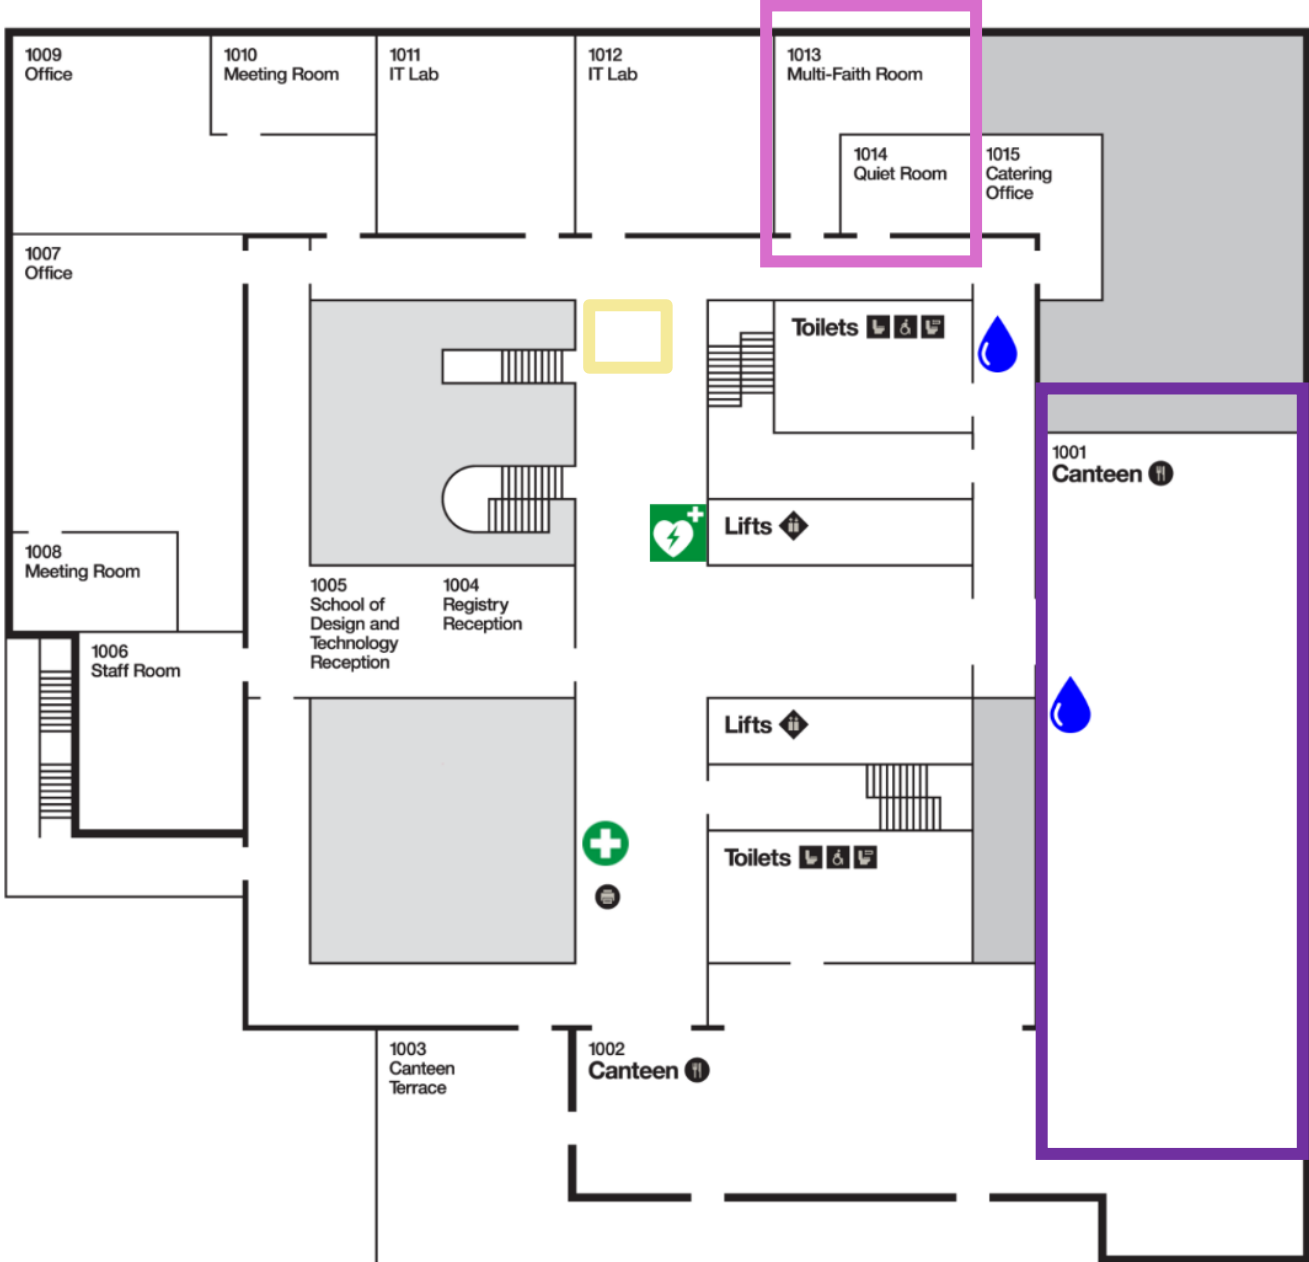 1009
Office
1010
Meeting Room
1011
IT Lab
1012
IT Lab
1013
Multi-Faith Room
1014
Quiet Room
1015
Catering
Office
1007
Office
Toilets
1001
Canteen
Lifts
1008
Meeting Room
1005
School of
Design and
Technology
Reception
1004
Registry
Reception
1006
Staff Room
Lifts
Toilets
1003
Canteen
Terrace
1002
Canteen